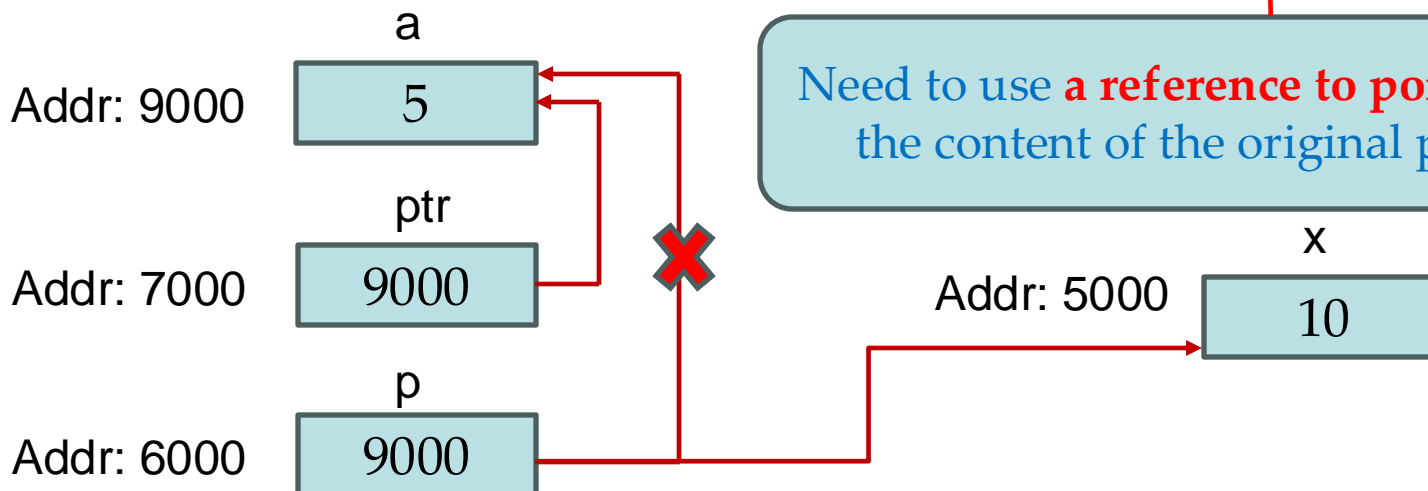 a
Addr: 9000
5
Need to use a reference to
the content of the original
ptr
Addr: 7000
9000
x
Addr: 5000
10
p
Addr: 6000
9000